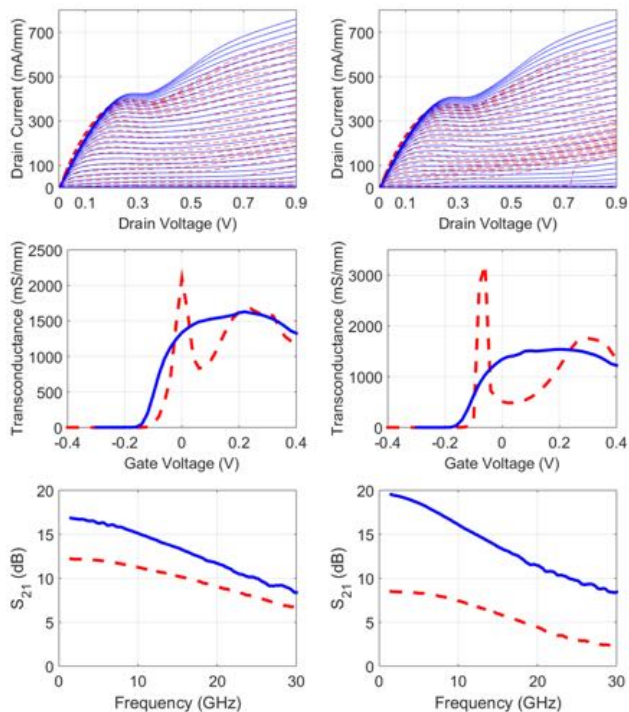 Drain Current (mA/mm)
700
500
300
100
0
0 0.1 0.3 0.5 0.7 0.9
Drain Voltage (V)
Drain Current (mA/mm)
700
500
300
100
0
0 0.1 0.3 0.5 0.7 0.9
Drain Voltage (V)
Transconductance (mS/mm)
2500
2000
1500
1000
500
0
-0.4 -0.2 0 0.2 0.4
Gate Voltage (V)
Transconductance (mS/mm)
3000
2000
1000
0
-0.4 -0.2 0 0.2 0.4
Gate Voltage (V)
S21 (dB)
20
15
10
5
0
0 10 20 30
Frequency (GHz)
S21 (dB)
20
15
10
5
0
0 10 20 30
Frequency (GHz)